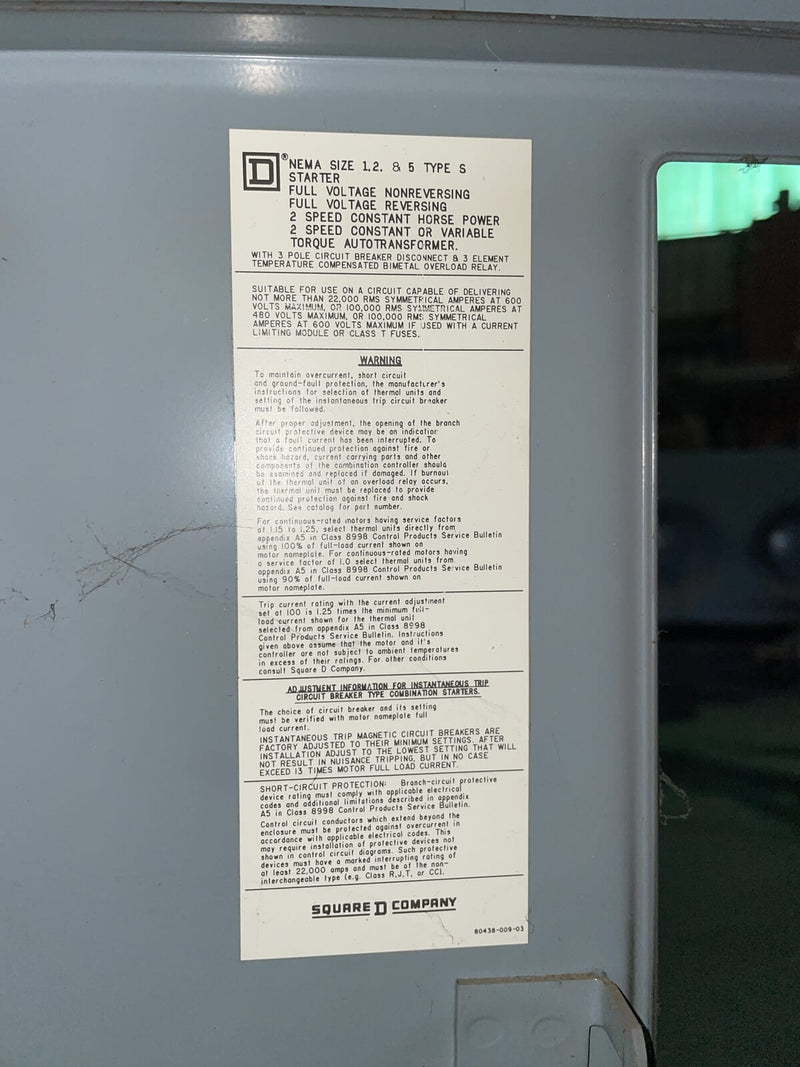 D® NEMA SIZE 1,2, & 5 TYPE S
STARTER
FULL VOLTAGE NONREVERSING
FULL VOLTAGE REVERSING
2 SPEED CONSTANT HORSE POWER
2 SPEED CONSTANT OR VARIABLE
TORQUE AUTOTRANSFORMER.
WITH 3 POLE CIRCUIT BREAKER DISCONNECT & 3 ELEMENT
TEMPERATURE COMPENSATED BIMETAL OVERLOAD RELAY.
SUITABLE FOR USE ON A CIRCUIT CAPABLE OF DELIVERING
NOT MORE THAN 22,000 RMS SYMMETRICAL AMPERES AT 600
VOLTS MAXIMUM, OR 100,000 RMS SYMMETRICAL AMPERES AT
480 VOLTS MAXIMUM, OR 100,000 RMS SYMMETRICAL
AMPERES AT 600 VOLTS MAXIMUM IF USED WITH A CURRENT
LIMITING MODULE OR CLASS T FUSES.
WARNING
To maintain overcurrent, short circuit
and ground-fault protection, the manufacturer's
instructions for selection of thermal units and
setting of the instantaneous trip circuit breaker
must be followed.
After proper adjustment, the opening of the branch
circuit protective device may be an indication
that a fault current has been interrupted. To
provide continued protection against fire or
shock hazard, current carrying parts and other
components of the combination controller should
be examined and replaced if damaged. If burnout
of the thermal unit of an overload relay occurs,
the thermal unit must be replaced to provide
continued protection against fire and shock
hazard. See catalog for part number.
For continuous-rated motors having service factors
of 1.15 to 1.25, select thermal units directly from
appendix A5 in Class 8998 Control Products Service Bulletin
using 100% of full-load current shown on
motor nameplate. For continuous-rated motors having
a service factor of 1.0 select thermal units from
appendix A5 in Class 8998 Control Products Service Bulletin
using 90% of full-load current shown on
motor nameplate.
Trip current rating with the current adjustment
set at 100 is 1.25 times the minimum full-
load current shown for the thermal unit
selected from appendix A5 in Class 8998
Control Products Service Bulletin. Instructions
given above assume that the motor and it's
controller are not subject to ambient temperatures
in excess of their ratings. For other conditions
consult Square D Company.
ADJUSTMENT INFORMATION FOR INSTANTANEOUS TRIP
CIRCUIT BREAKER TYPE COMBINATION STARTERS.
The choice of circuit breaker and its setting
must be verified with motor nameplate full
load current.
INSTANTANEOUS TRIP MAGNETIC CIRCUIT BREAKERS ARE
FACTORY ADJUSTED TO THEIR MINIMUM SETTINGS. AFTER
INSTALLATION ADJUST TO THE LOWEST SETTING THAT WILL
NOT RESULT IN NUISANCE TRIPPING, BUT IN NO CASE
EXCEED 13 TIMES MOTOR FULL LOAD CURRENT.
SHORT-CIRCUIT PROTECTION: Branch-circuit protective
device rating must comply with applicable electrical
codes and additional limitations described in appendix
A5 in Class 8998 Control Products Service Bulletin.
Control circuit conductors which extend beyond the
enclosure must be protected against overcurrent in
accordance with applicable electrical codes. This
may require installation of protective devices not
shown in control circuit diagrams. Such protective
devices must have a marked interrupting rating of
at least 22,000 amps and must be of the non-
interchangeable type (e.g. Class R,J,T, or CC).
SQUARE D COMPANY
80438-009-03